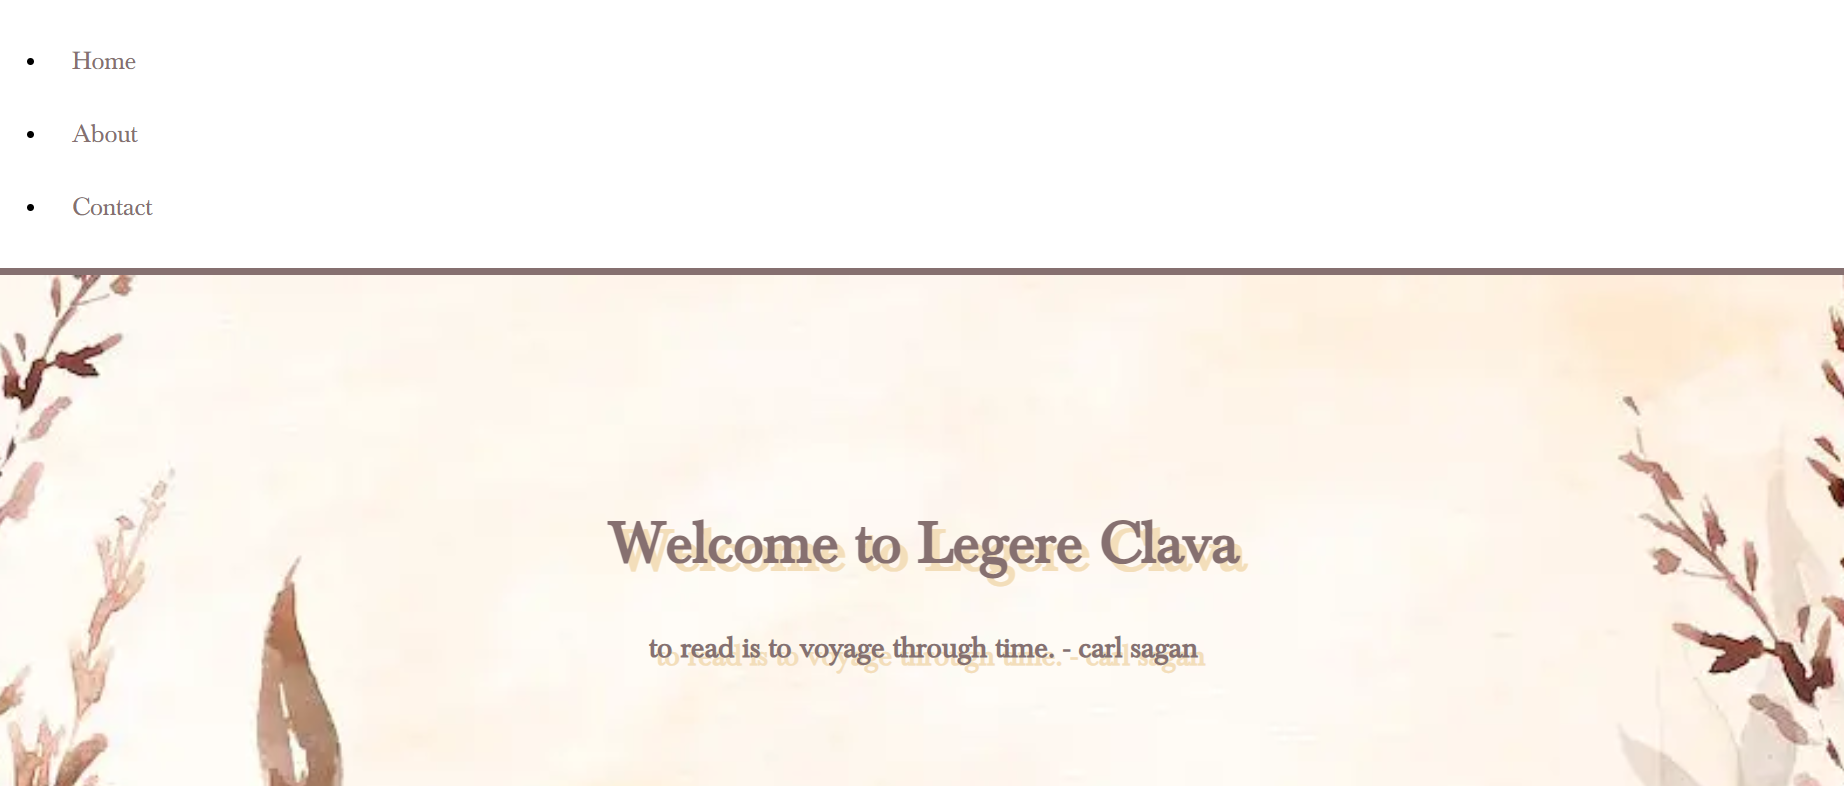 Home
About
Contact
Welcome to Legere Clava
to read is to voyage through time. - carl sagan